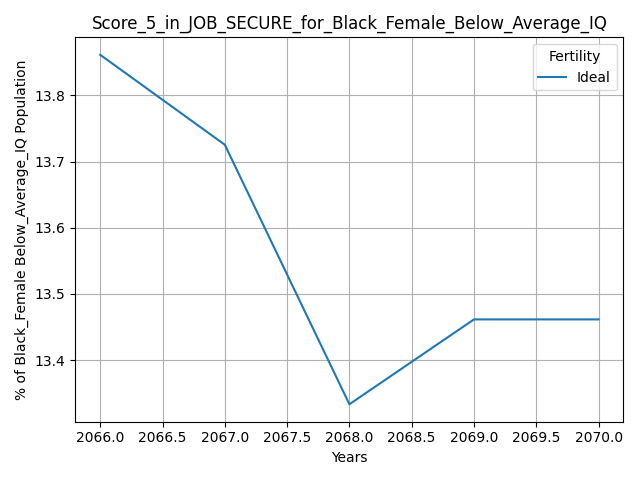 Score_5_in_JOB_SECURE_for_Black_Female_Below_Average_IQ
Fertility
Ideal
% of Black_Female Below_Average_IQ Population
13.8
13.7
13.6
13.5
13.4
2066.0 2066.5 2067.0 2067.5 2068.0 2068.5 2069.0 2069.5 2070.0
Years